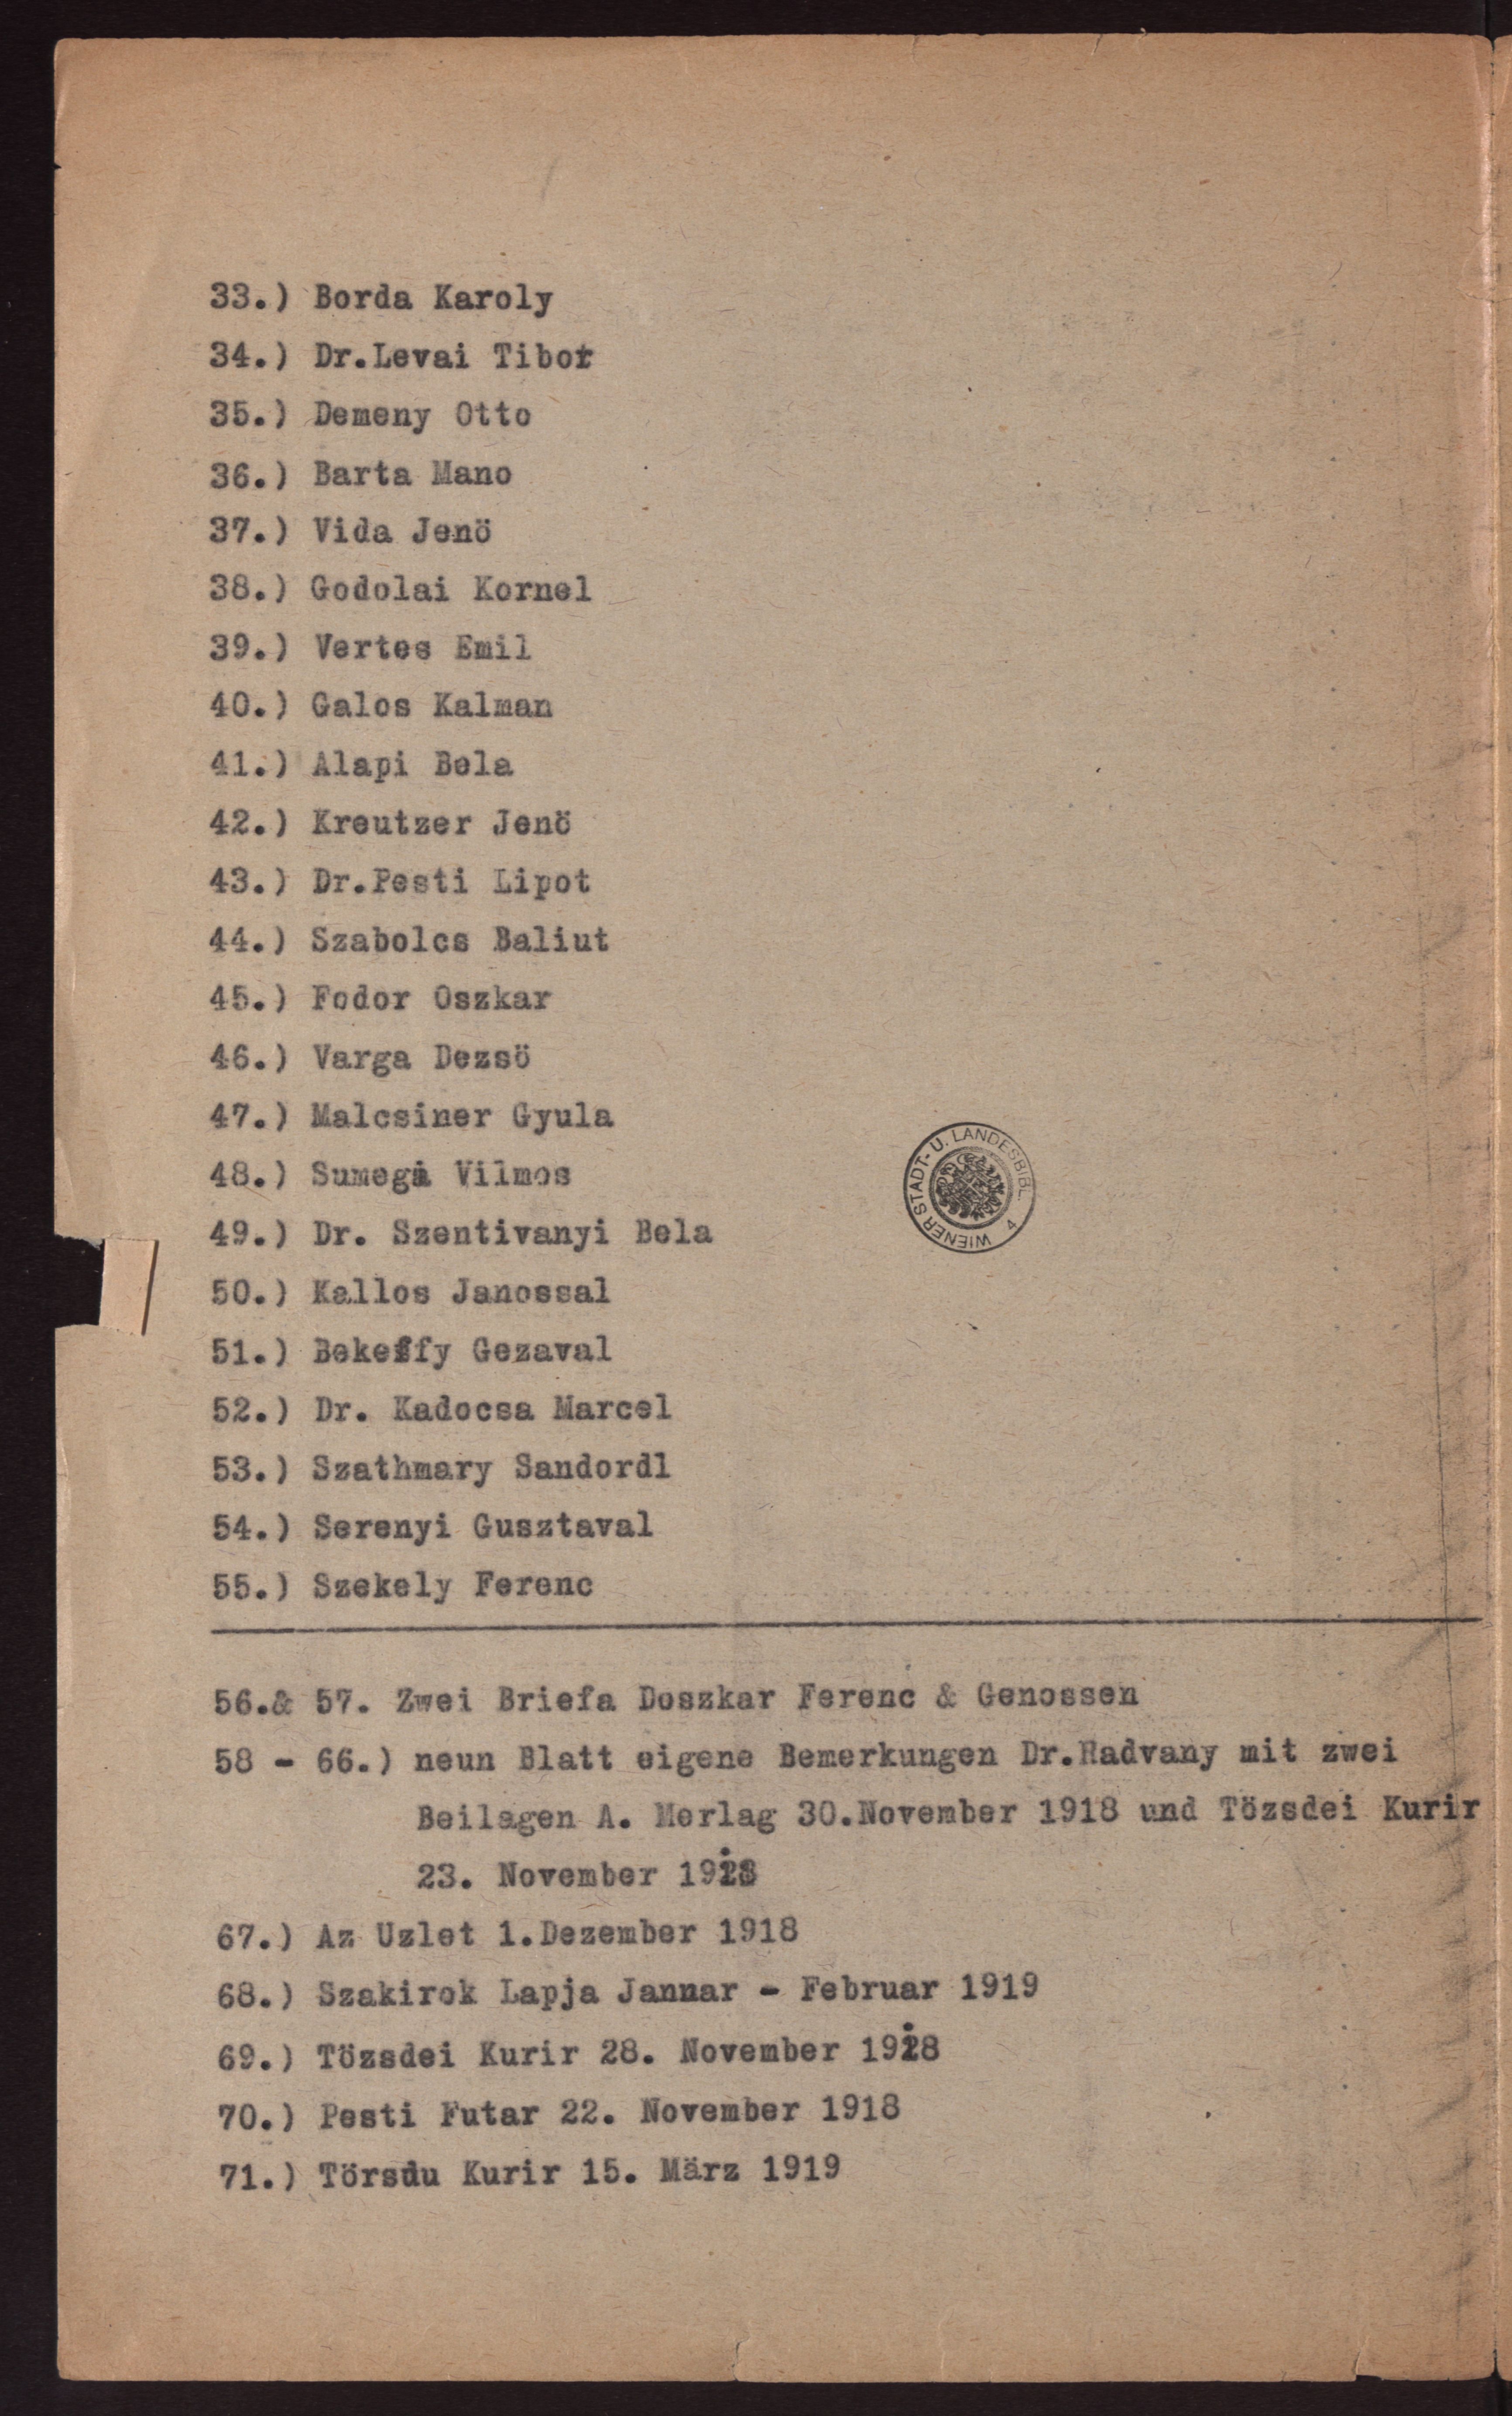 33.) Borda Karoly
34.) Dr.Levai Tibor
35.) Demeny Otto
36.) Barta Mano
37.) Vida Jenö
38.) Godolai Kornel
39.) Vertes Emil
40.) Galos Kalman
41.) Alapi Bela
42.) Kreutzer Jenö
43.) Dr.Pesti Lipot
44.) Szabolcs Baliut
45.) Fodor Oszkar
46.) Varga Dezsö
47.) Malcsiner Gyula
48.) Sumegi Vilmos
49.) Dr. Szentivanyi Bela
WIENER STADT- U. LANDESBIBL
50.) Kallos Janossal
51.) Bekeffy Gezaval
52.) Dr. Kadocsa Marcel
53.) Szathmary Sandordl
54.) Serenyi Gusztaval
55.) Szekely Ferenc
56.& 57. Zwei Briefa Doszkar Ferenc & Genossen
58 - 66.) neun Blatt eigene Bemerkungen Dr.Radvany mit zwei
Beilagen A. Merlag 30.November 1918 und Tözsdei Kurir
23. November 1918
67.) Az Uzlet 1.Dezember 1918
68.) Szakirok Lapja Jannar - Februar 1919
69.) Tözsdei Kurir 28. November 1918
70.) Pesti Futar 22. November 1918
71.) Törsdu Kurir 15. März 1919